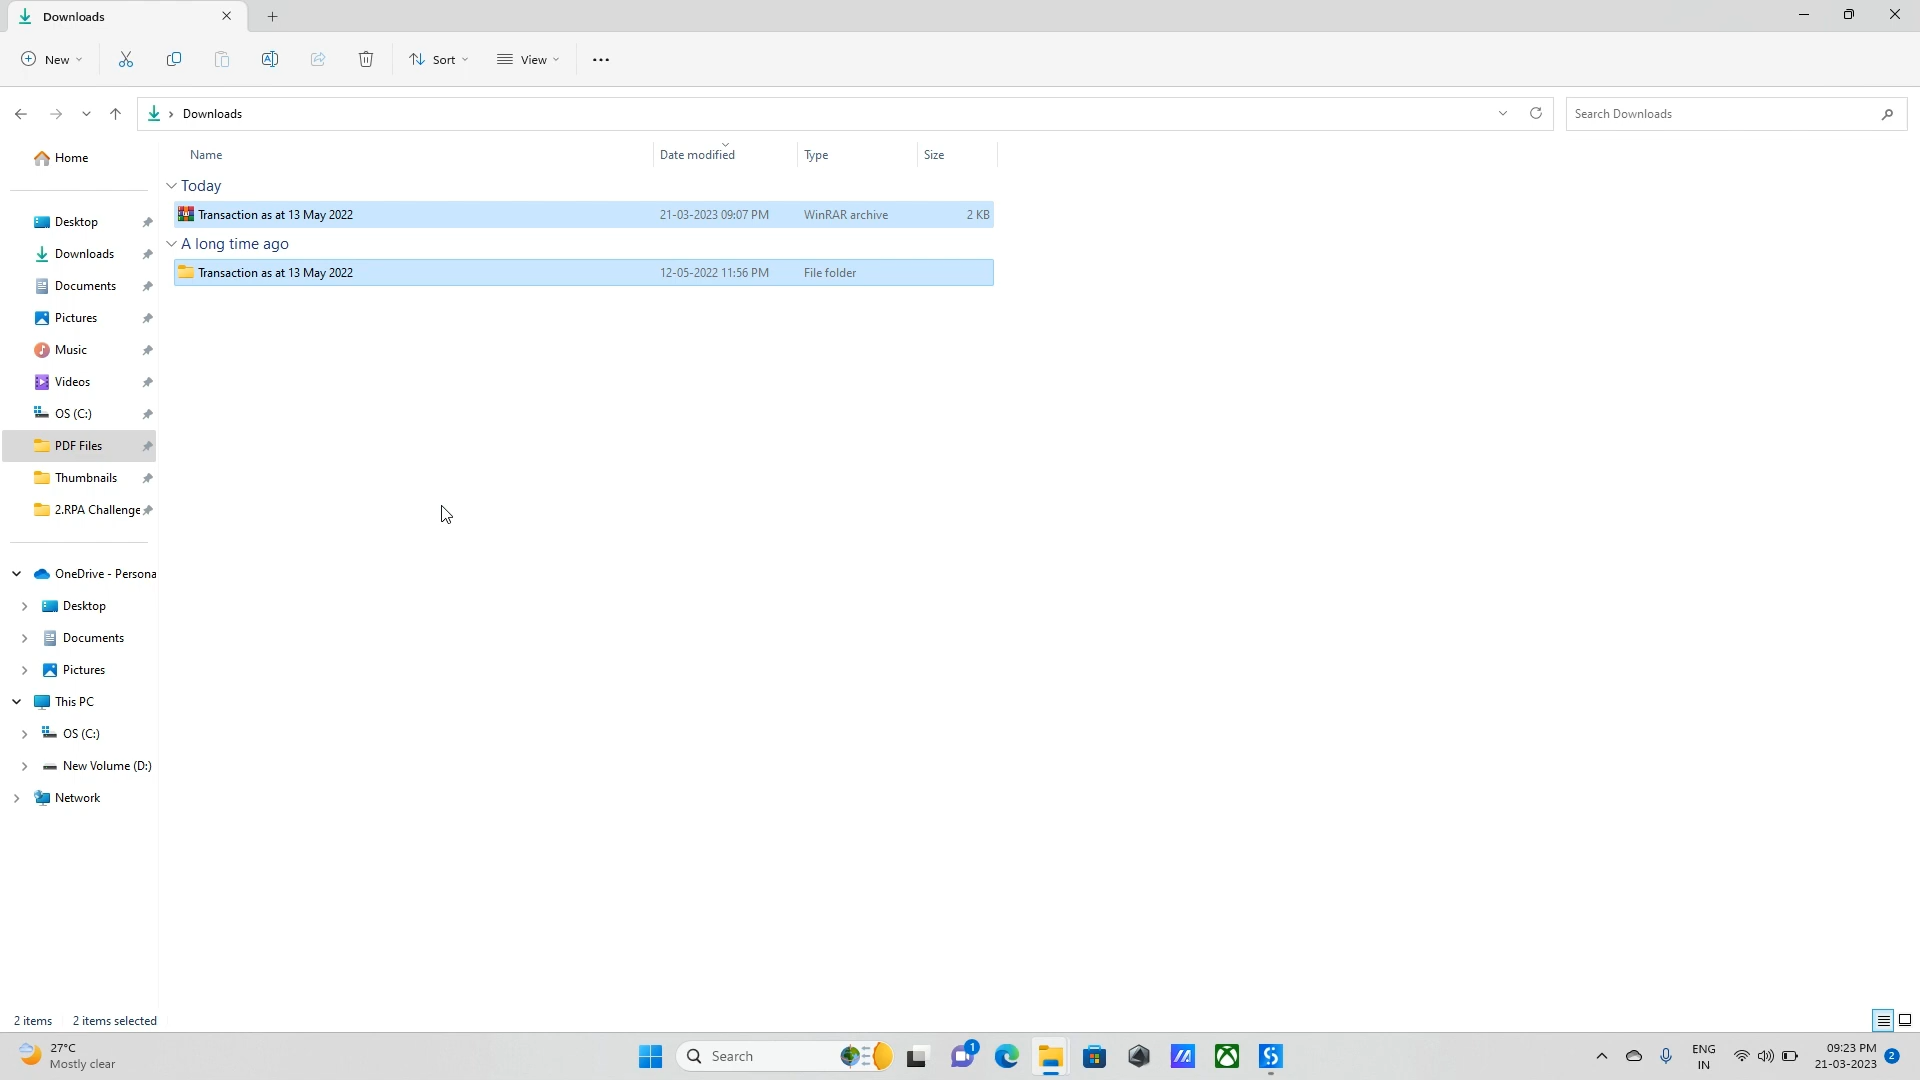 Downloads
New
Sort
View
Downloads
Search Downloads
Home
Name
Date modified
Type
Size
Today
Transaction as at 13 May 2022
21-03-2023 09:07 PM
WinRAR archive
2 KB
A long time ago
Transaction as at 13 May 2022
12-05-2022 11:56 PM
File folder
Desktop
Downloads
Documents
Pictures
Music
Videos
OS (C:)
PDF Files
Thumbnails
2.RPA Challenge
OneDrive - Persona
Desktop
Documents
Pictures
This PC
OS (C:)
New Volume (D:)
Network
2 items
2 items selected
27°C
Mostly clear
Search
1
ENG
IN
09:23 PM
21-03-2023
2